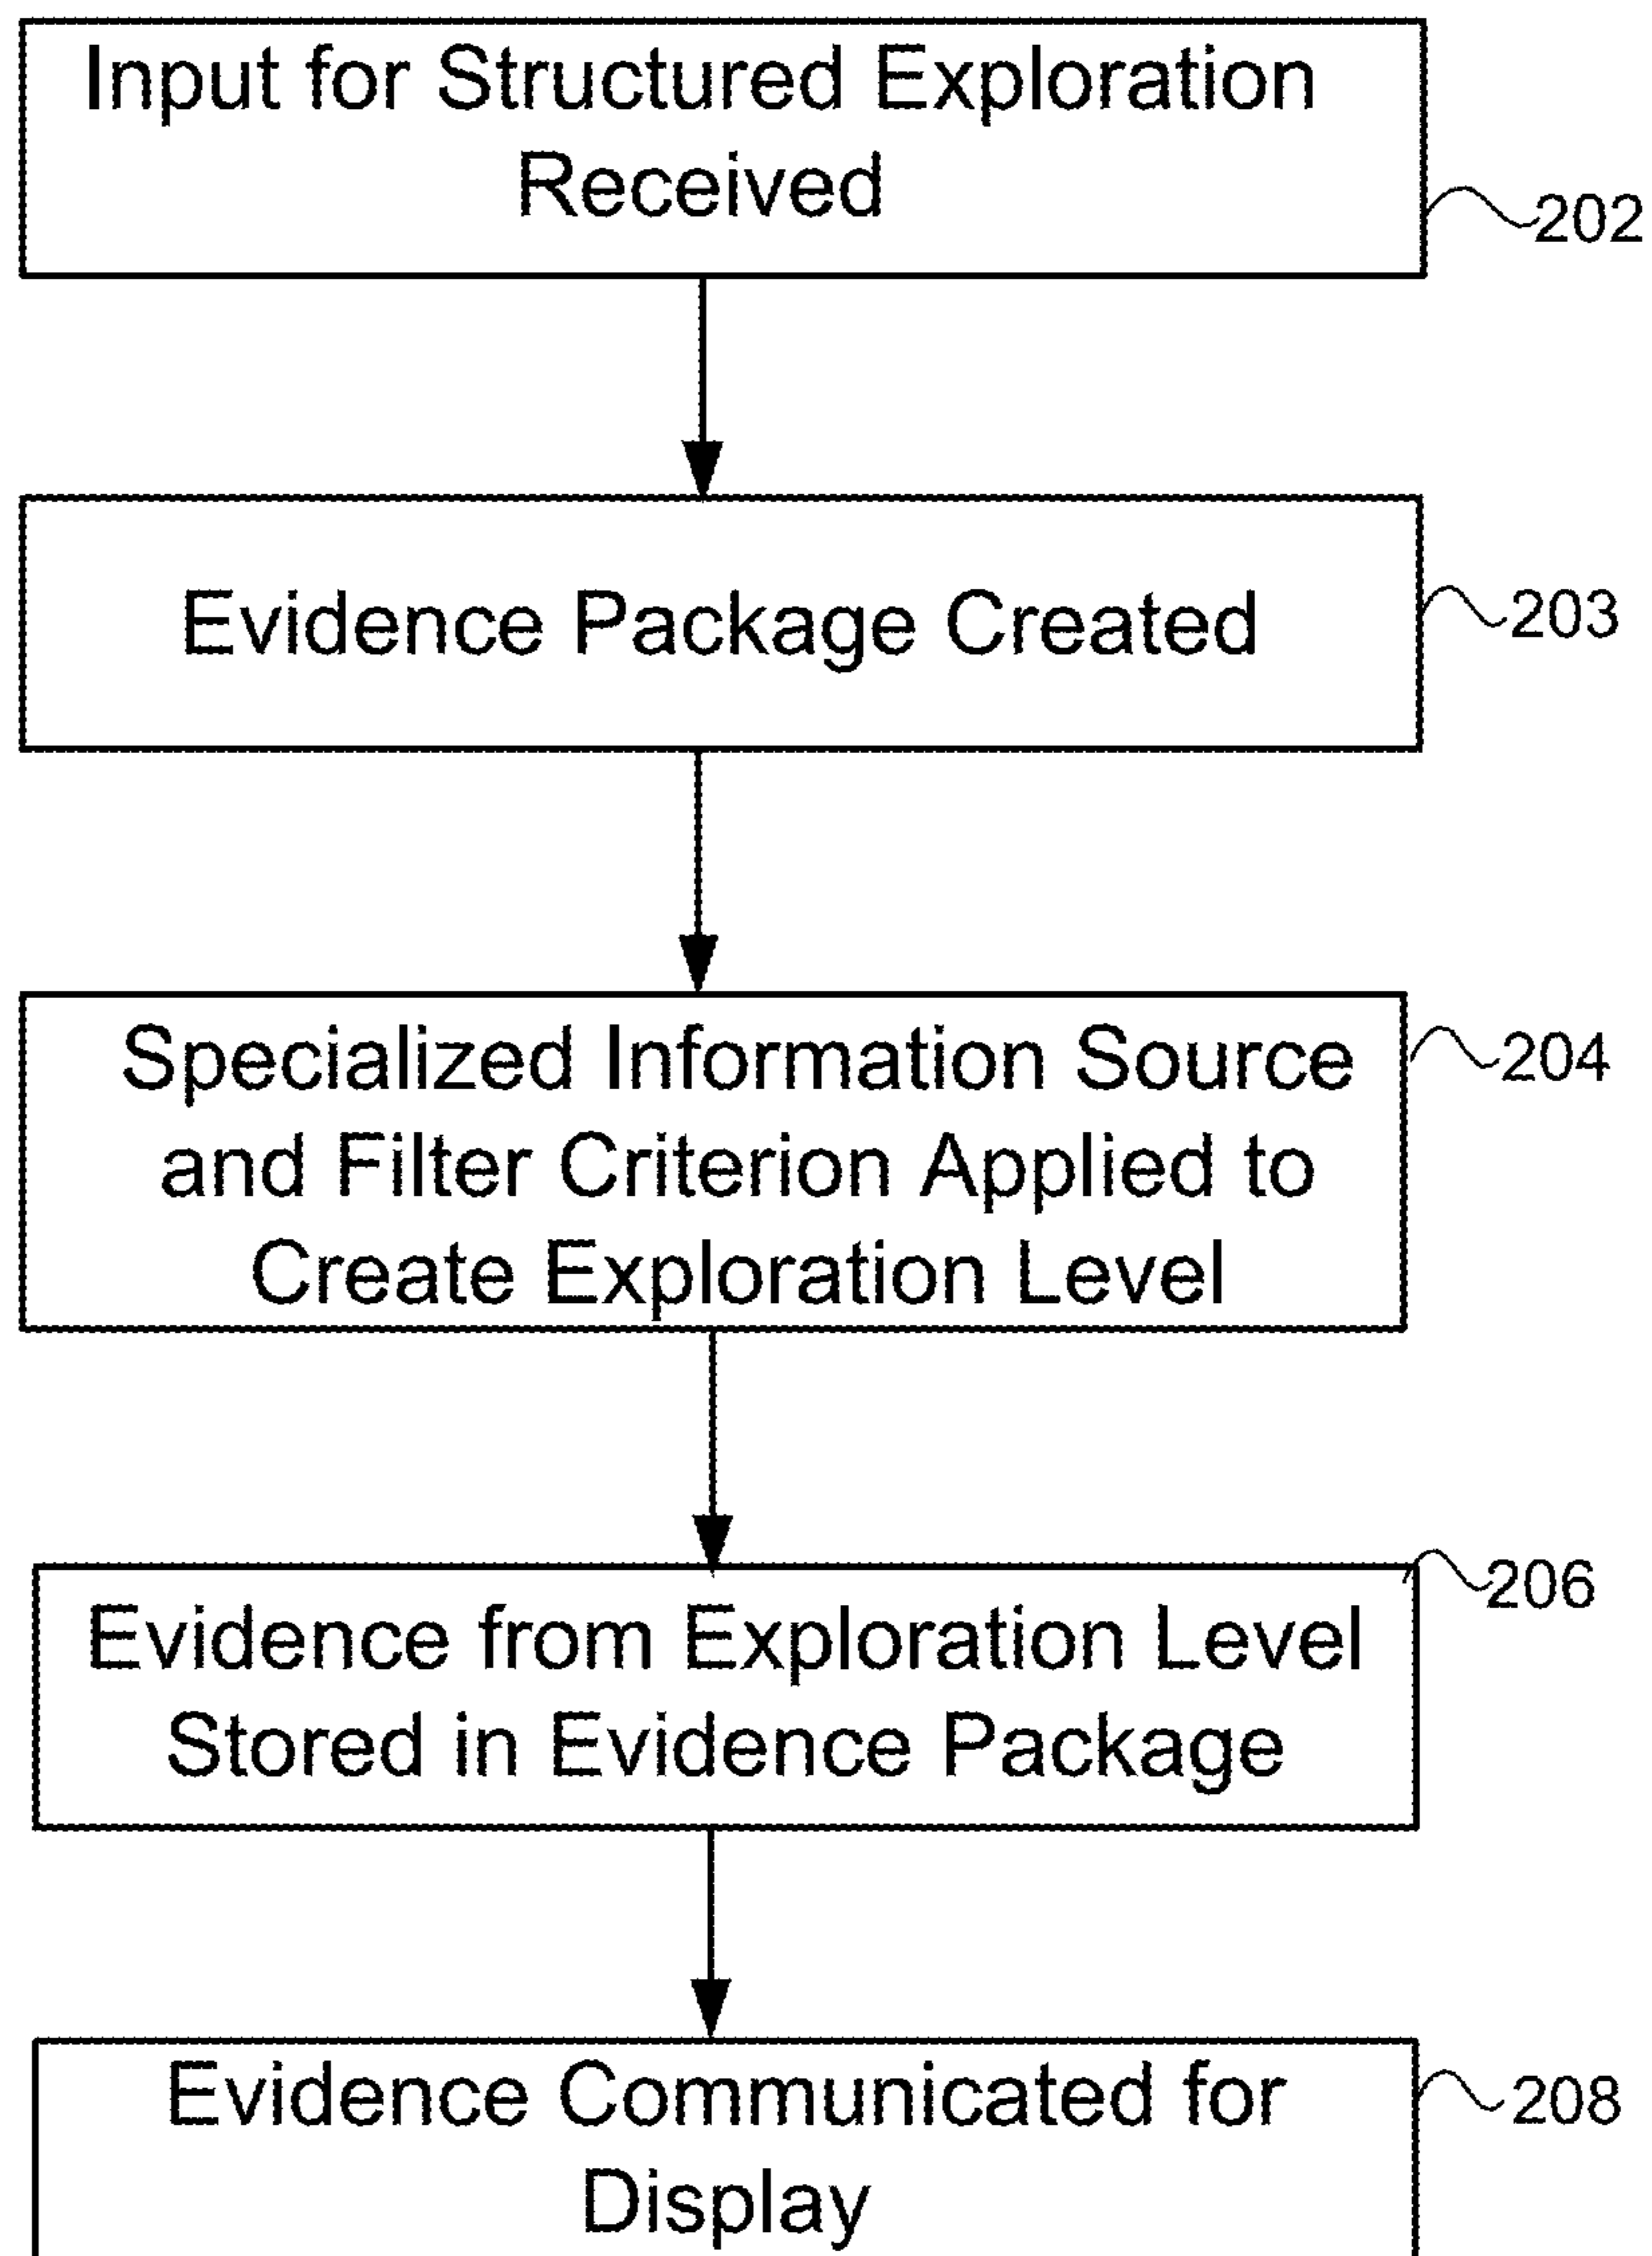 Input for Structured Exploration
Received
202
Evidence Package Created
203
Specialized Information Source
and Filter Criterion Applied to
Create Exploration Level
204
Evidence from Exploration Level
Stored in Evidence Package
206
Evidence Communicated for
Display
208